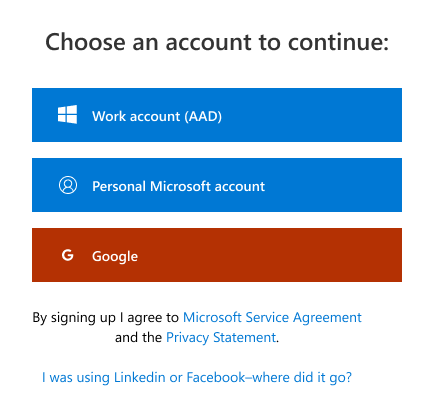 Choose an account to continue:
Work account (AAD)
Personal Microsoft account
Google
By signing up I agree to Microsoft Service Agreement
and the Privacy Statement.
I was using Linkedin or Facebook–where did it go?